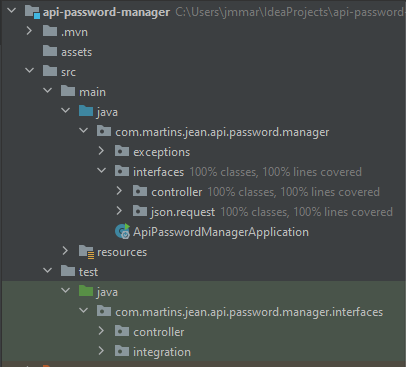 api-password-manager C:\Users\jmmar\IdeaProjects\api-password
.mvn
assets
src
main
java
com.martins.jean.api.password.manager
exceptions
interfaces 100% classes, 100% lines covered
controller 100% classes, 100% lines covered
json.request 100% classes, 100% lines covered
ApiPasswordManagerApplication
resources
test
java
com.martins.jean.api.password.manager.interfaces
controller
integration